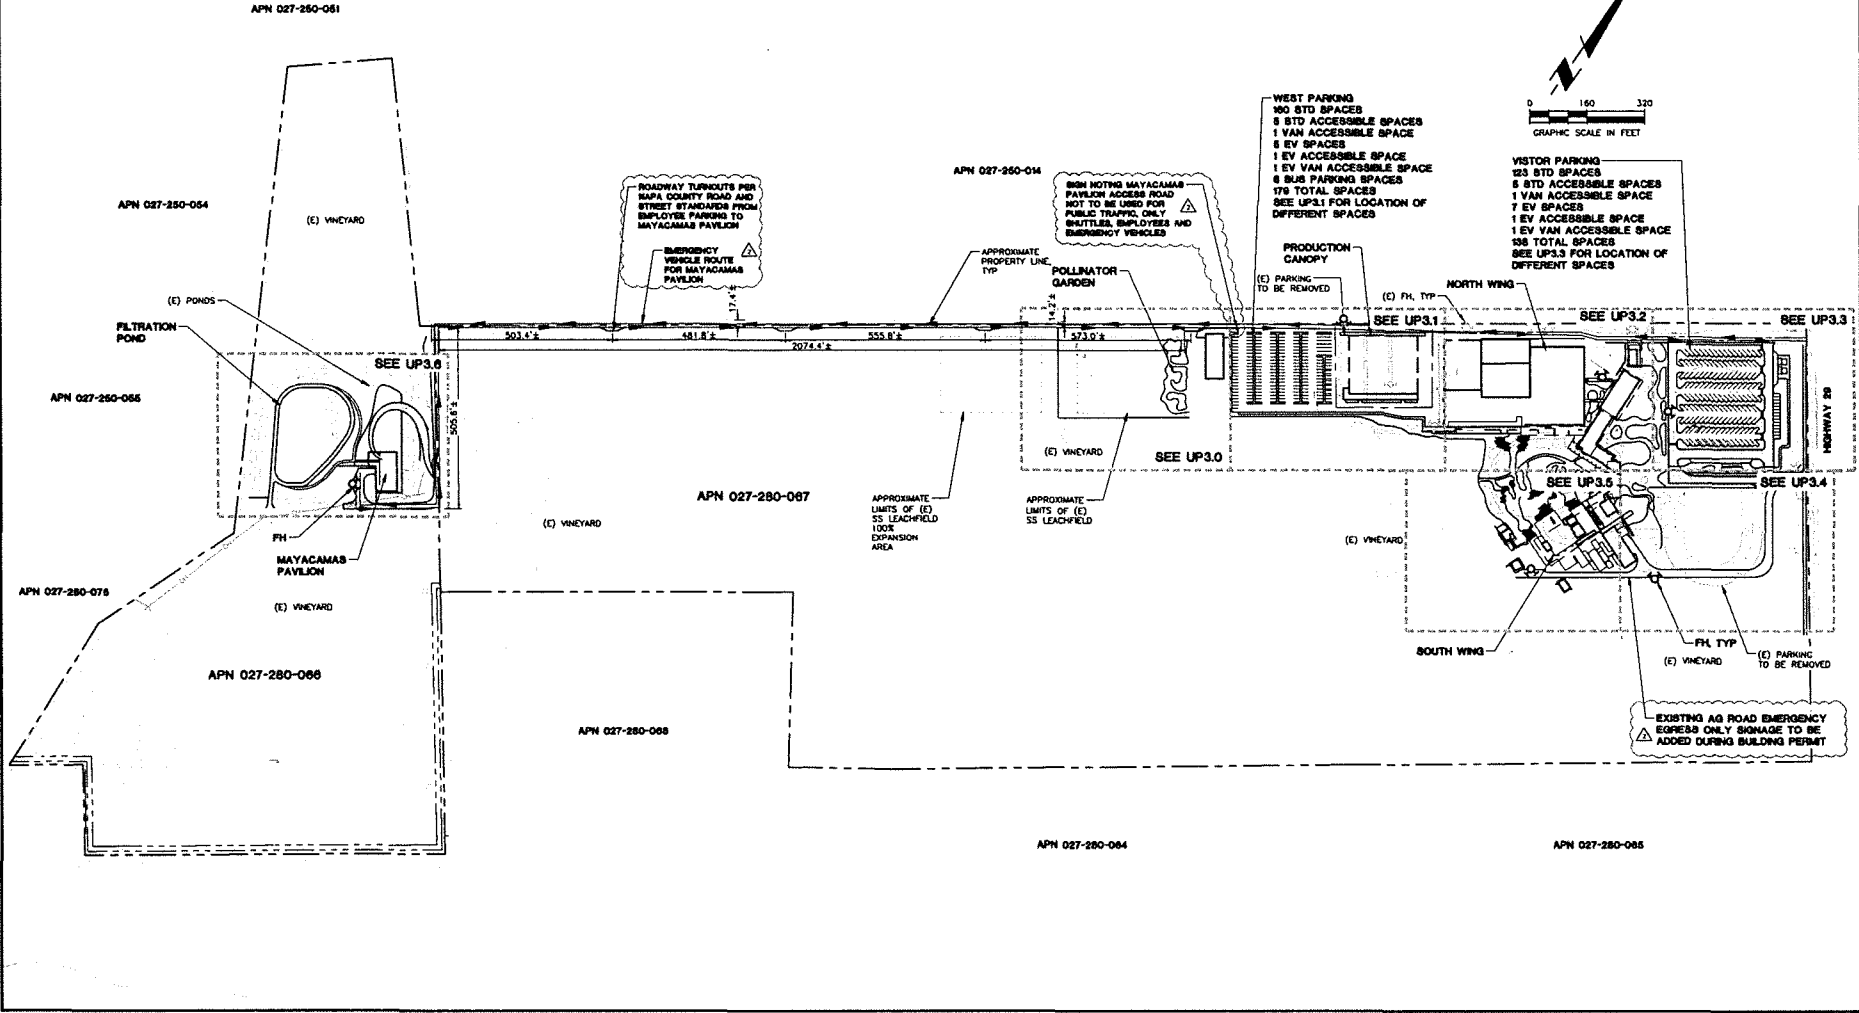 APN 027-250-051
WEST PARKING
160 STD SPACES
5 STD ACCESSIBLE SPACES
1 VAN ACCESSIBLE SPACE
5 EV SPACES
1 EV ACCESSIBLE SPACE
1 EV VAN ACCESSIBLE SPACE
6 BUS PARKING SPACES
179 TOTAL SPACES
SEE UP3.1 FOR LOCATION OF
DIFFERENT SPACES
0 160 320
GRAPHIC SCALE IN FEET
VISTOR PARKING
123 STD SPACES
5 STD ACCESSIBLE SPACES
1 VAN ACCESSIBLE SPACE
7 EV SPACES
1 EV ACCESSIBLE SPACE
1 EV VAN ACCESSIBLE SPACE
138 TOTAL SPACES
SEE UP3.3 FOR LOCATION OF
DIFFERENT SPACES
APN 027-250-014
ROADWAY TURNOUTS PER
NAPA COUNTY ROAD AND
STREET STANDARDS FROM
EMPLOYEE PARKING TO
MAYACAMAS PAVILION
EMERGENCY
VEHICLE ROUTE
FOR MAYACAMAS
PAVILION
2
SIGN NOTING MAYACAMAS
PAVILION ACCESS ROAD
NOT TO BE USED FOR
PUBLIC TRAFFIC, ONLY
SHUTTLES, EMPLOYEES AND
EMERGENCY VEHICLES
2
APN 027-250-054
(E) VINEYARD
APPROXIMATE
PROPERTY LINE,
TYP
POLLINATOR
GARDEN
PRODUCTION
CANOPY
(E) PARKING
TO BE REMOVED
(E) FH, TYP
NORTH WING
(E) PONDS
FILTRATION
POND
17.4'±
14.2'±
SEE UP3.1
SEE UP3.2
SEE UP3.3
503.4'±
481.8'±
555.8'±
573.0'±
2074.4'±
SEE UP3.6
APN 027-250-055
505.6'±
HIGHWAY 29
(E) VINEYARD
SEE UP3.0
SEE UP3.5
SEE UP3.4
APN 027-280-067
APPROXIMATE
LIMITS OF (E)
SS LEACHFIELD
100%
EXPANSION
AREA
APPROXIMATE
LIMITS OF (E)
SS LEACHFIELD
(E) VINEYARD
(E) VINEYARD
FH
MAYACAMAS
PAVILION
APN 027-280-075
(E) VINEYARD
SOUTH WING
FH, TYP
(E) VINEYARD
(E) PARKING
TO BE REMOVED
APN 027-280-066
APN 027-280-068
EXISTING AG ROAD EMERGENCY
EGRESS ONLY SIGNAGE TO BE
ADDED DURING BUILDING PERMIT
2
APN 027-280-064
APN 027-280-065